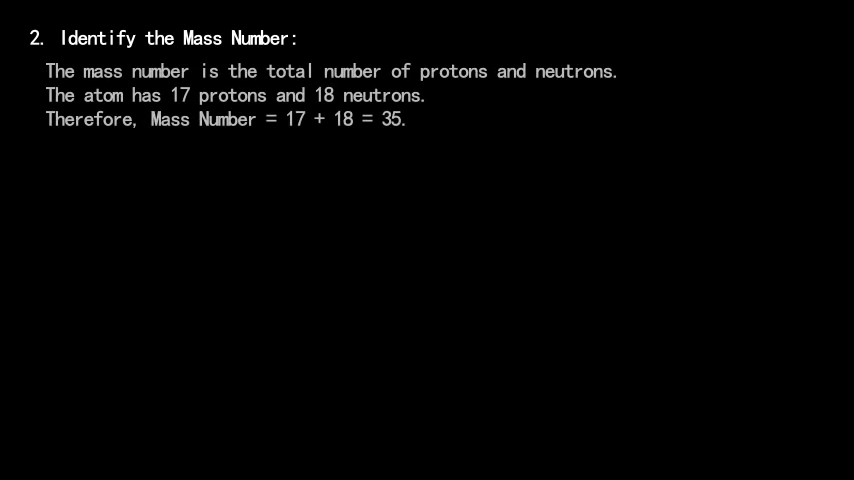 2. Identify the Mass Number:
The mass number is the total number of protons and neutrons.
The atom has 17 protons and 18 neutrons.
Therefore, Mass Number = 17 + 18 = 35.